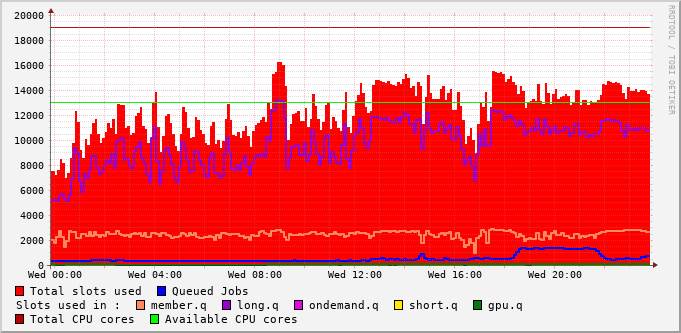 20000
18000
16000
14000
12000
10000
8000
6000
4000
2000
0
Wed 00:00 Wed 04:00 Wed 08:00 Wed 12:00 Wed 16:00 Wed 20:00
Total slots used Queued Jobs
Slots used in : member.q long.q ondemand.q short.q gpu.q
Total CPU cores Available CPU cores
RRDTOOL / TOBI OETIKER